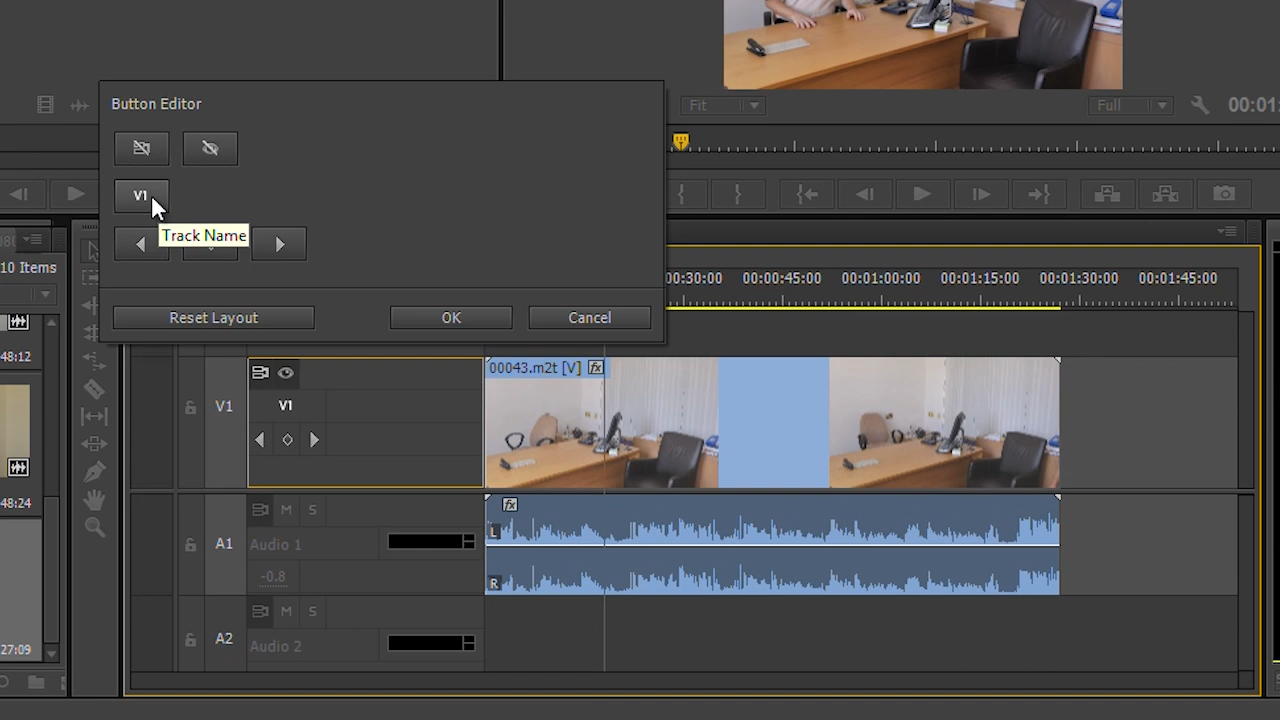 Button Editor
Fit
Full
00:01:
V1
Track Name
10 Items
Reset Layout
OK
Cancel
00:30:00
00:00:45:00
00:01:00:00
00:01:15:00
00:01:30:00
00:01:45:00
48:12
00043.m2t [V]
fx
V1
V1
48:24
M
S
fx
L
A1
Audio 1
-0.8
R
M
S
A2
Audio 2
27:09